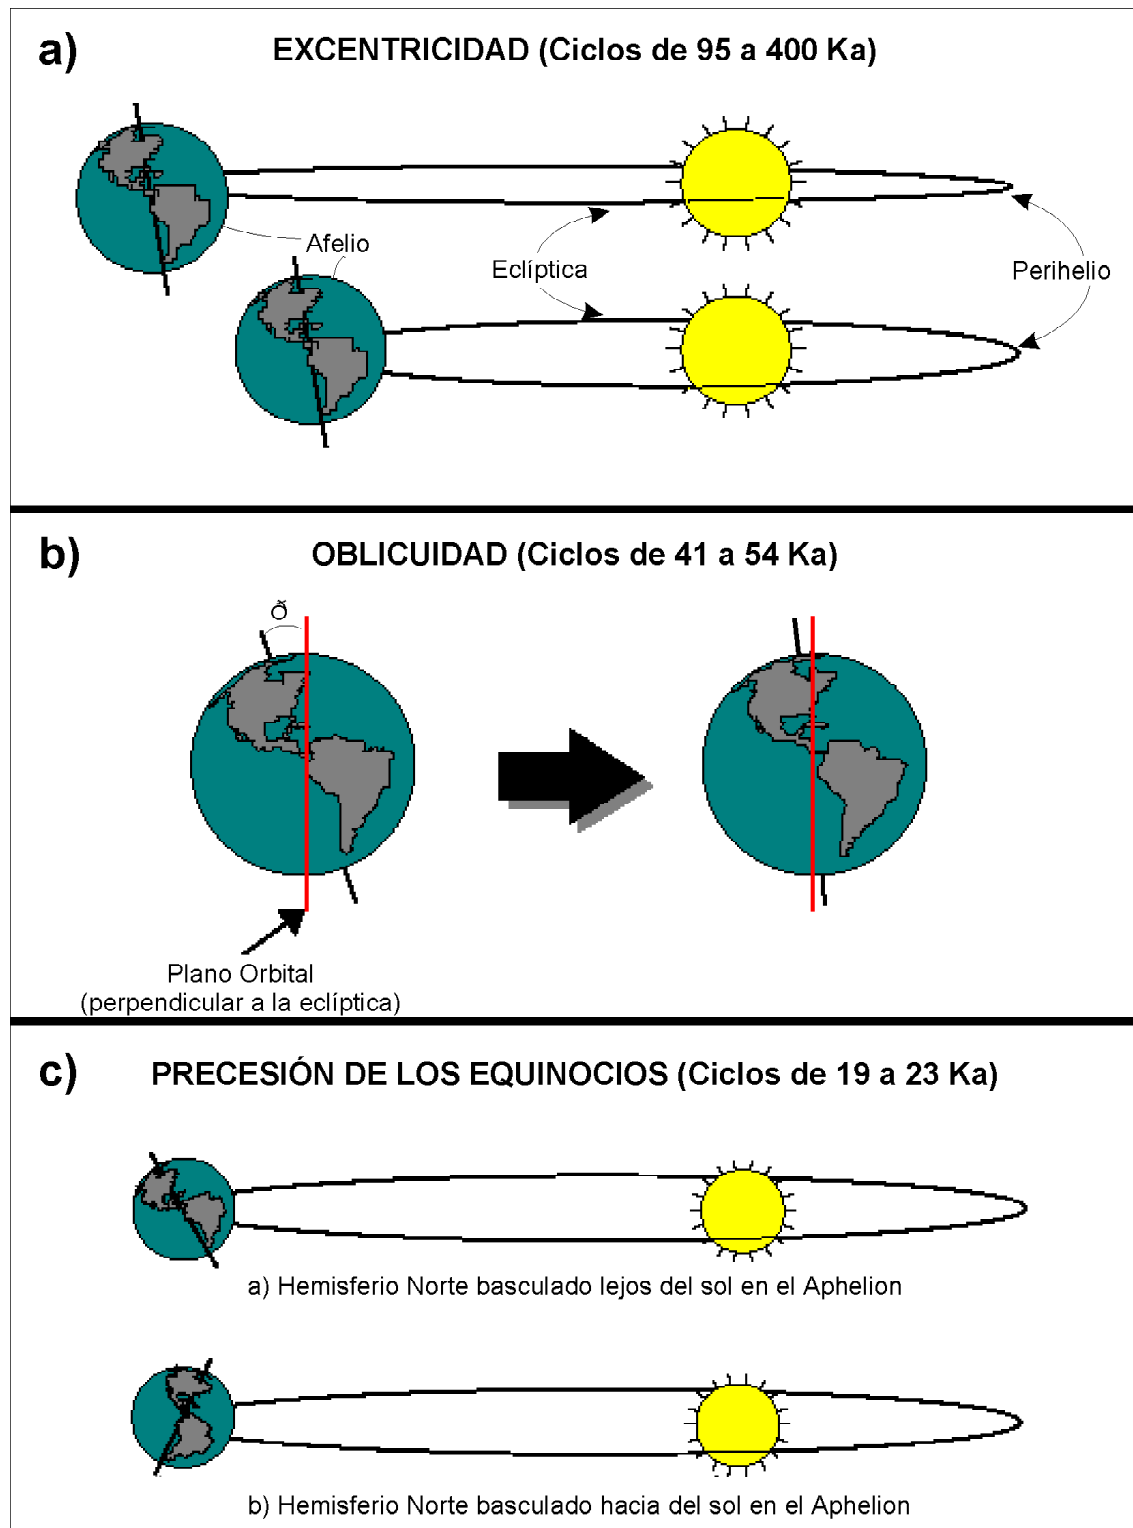 a)
EXCENTRICIDAD (Ciclos de 95 a 400 Ka)
Afelio
Eclíptica
Perihelio
b)
OBLICUIDAD (Ciclos de 41 a 54 Ka)
ð
Plano Orbital
(perpendicular a la eclíptica)
c)
PRECESIÓN DE LOS EQUINOCIOS (Ciclos de 19 a 23 Ka)
a) Hemisferio Norte basculado lejos del sol en el Aphelion
b) Hemisferio Norte basculado hacia del sol en el Aphelion